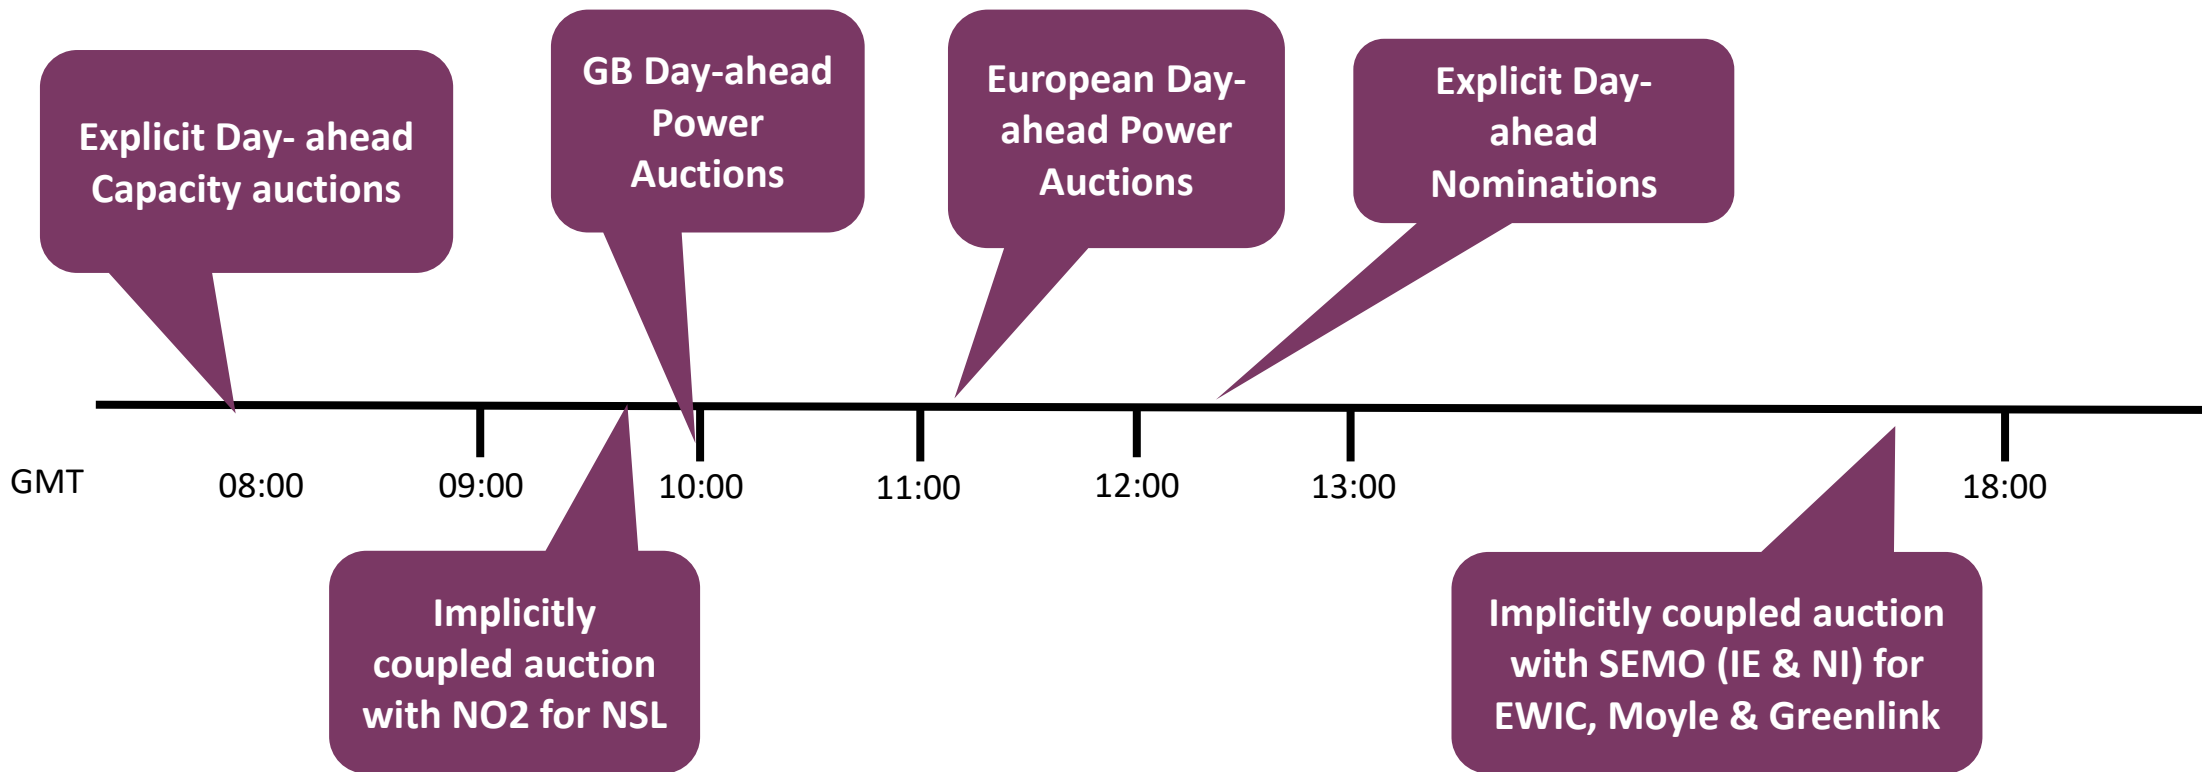 Explicit Day- ahead
Capacity auctions
GB Day-ahead
Power
Auctions
European Day-
ahead Power
Auctions
Explicit Day-
ahead
Nominations
GMT
08:00
09:00
10:00
11:00
12:00
13:00
18:00
Implicitly
coupled auction
with NO2 for NSL
Implicitly coupled auction
with SEMO (IE & NI) for
EWIC, Moyle & Greenlink